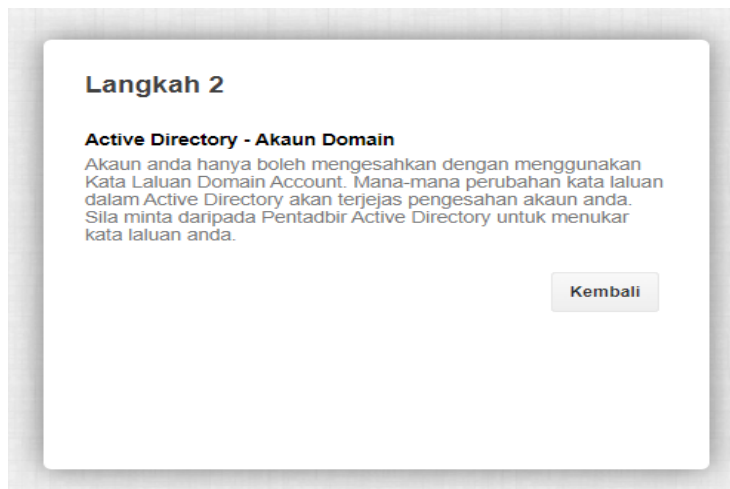 Langkah 2
Active Directory - Akaun Domain
Akaun anda hanya boleh mengesahkan dengan menggunakan
Kata Laluan Domain Account. Mana-mana perubahan kata laluan
dalam Active Directory akan terjejas pengesahan akaun anda.
Sila minta daripada Pentadbir Active Directory untuk menukar
kata laluan anda.
Kembali